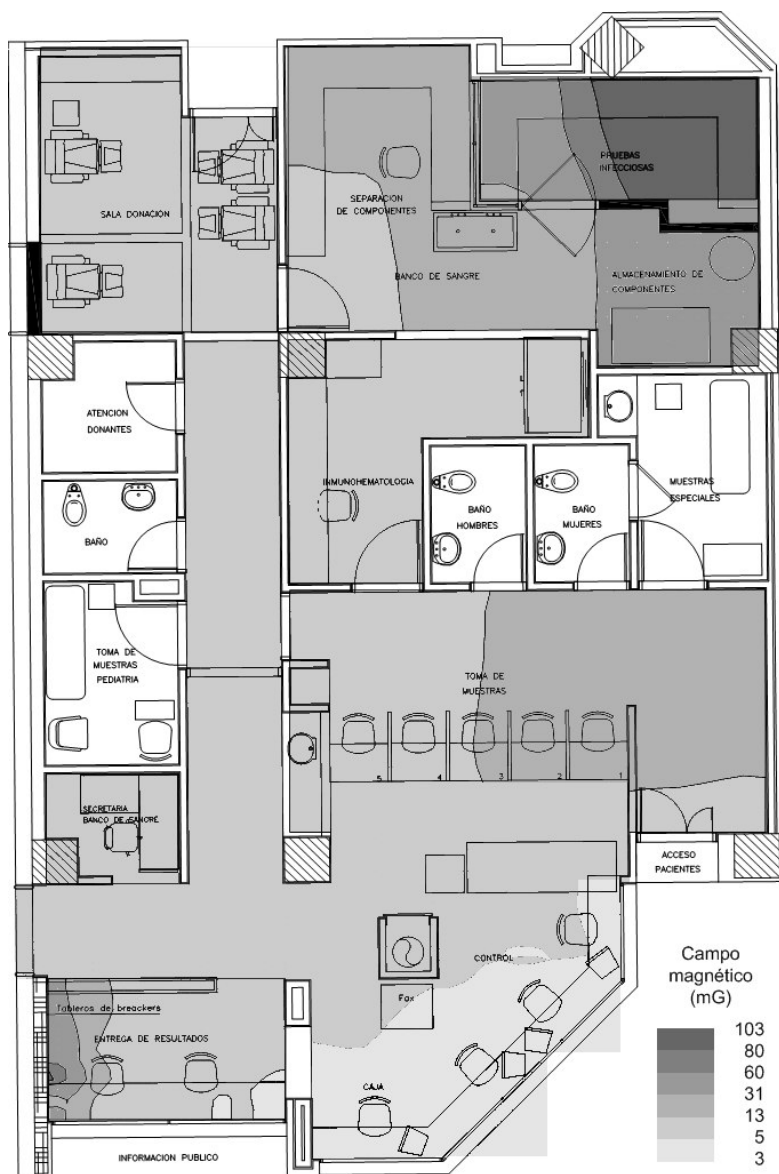 SALA DONACIÓN
SEPARACION
DE COMPONENTES
PRUEBAS
INFECCIOSAS
BANCO DE SANGRE
ALMACENAMIENTO DE
COMPONENTES
ATENCION
DONANTES
INMUNOHEMATOLOGIA
BAÑO
HOMBRES
BAÑO
MUJERES
MUESTRAS
ESPECIALES
BAÑO
TOMA DE
MUESTRAS
PEDIATRIA
TOMA DE
MUESTRAS
5
4
3
2
1
SECRETARIA
BANCO DE SANGRE
ACCESO
PACIENTES
CONTROL
Fax
Tableros de breackers
ENTREGA DE RESULTADOS
CAJA
INFORMACION PUBLICO
Campo
magnético
(mG)
103
80
60
31
13
5
3